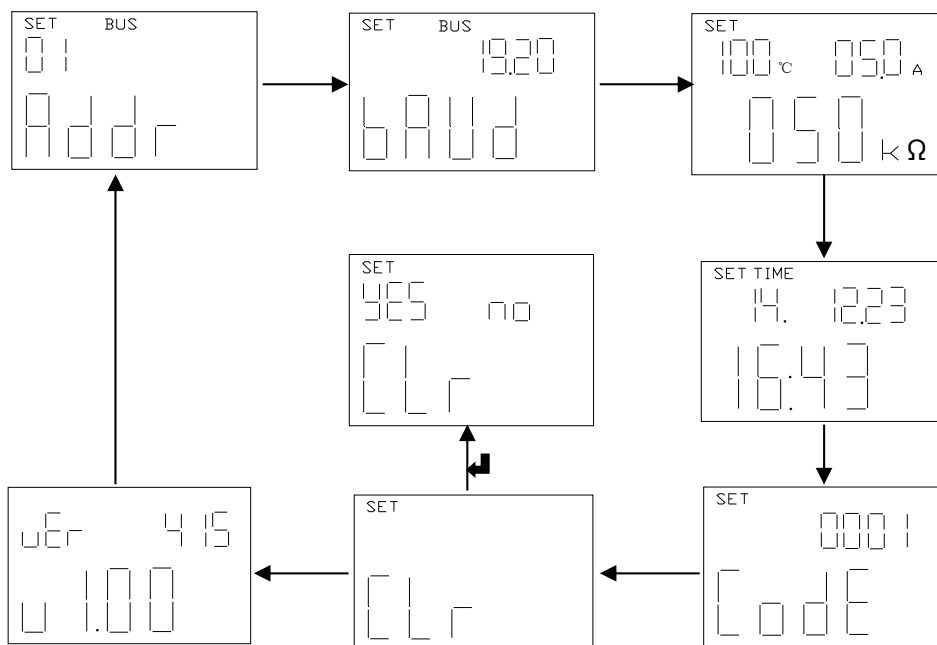 SET BUS
01
Addr
SET BUS
19.20
bAUd
SET
100 ℃ 05.0 A
050 kΩ
SET TIME
14. 12.23
16:43
SET
YES no
CLr
SET
0001
CodE
SET
CLr
vEr 415
v 1.00